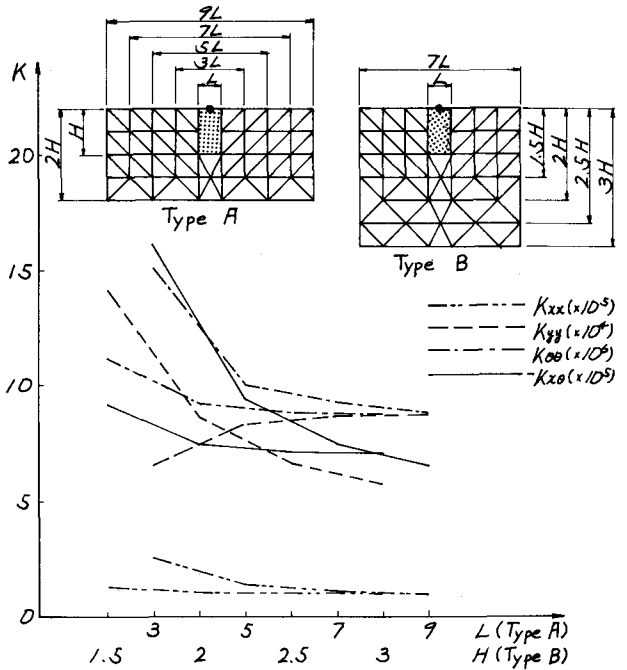 9L
7L
5L
3L
L
K
H
2H
7L
L
1.5H
2H
2.5H
3H
Type A
Type B
20
15
10
5
0
Kxx (×10⁵)
Kyy (×10⁴)
Kθθ (×10⁶)
Kxθ (×10⁵)
3 5 7 9 L (Type A)
1.5 2 2.5 3 H (Type B)